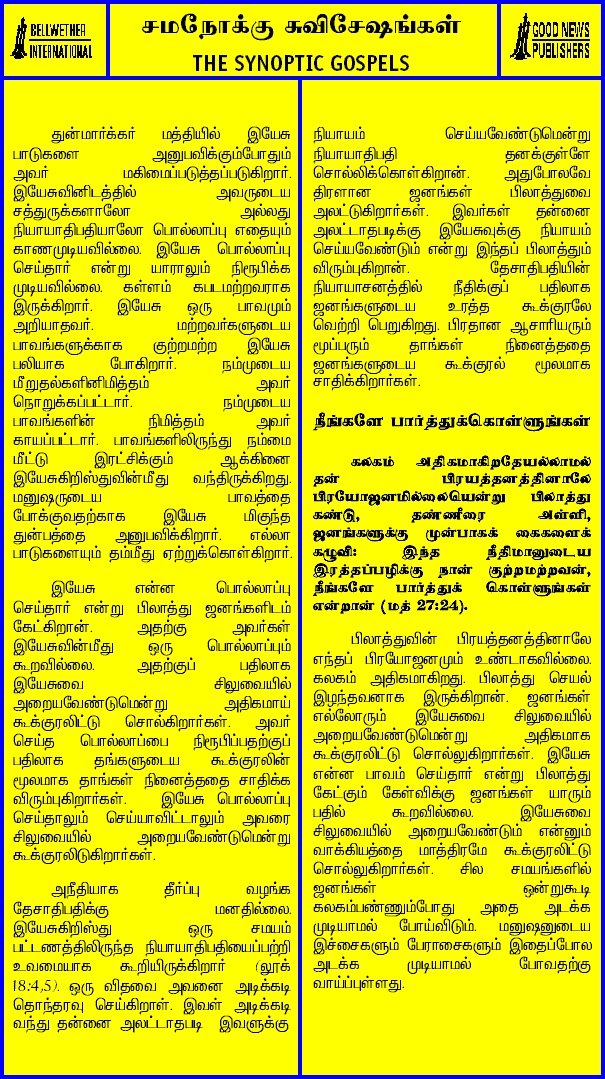 BELLWETHER
INTERNATIONAL
சமநோக்கு சுவிசேஷங்கள்
THE SYNOPTIC GOSPELS
GOOD NEWS
PUBLISHERS
துன்மார்க்கர் மத்தியில் இயேசு
பாடுகளை அனுபவிக்கும்போதும்
அவர் மகிமைப்படுத்தப்படுகிறார்.
இயேசுவினிடத்தில் அவருடைய
சத்துருக்களாலோ அல்லது
நியாயாதிபதியாலோ பொல்லாப்பு எதையும்
காணமுடியவில்லை. இயேசு பொல்லாப்பு
செய்தார் என்று யாராலும் நிரூபிக்க
முடியவில்லை. கள்ளம் கபடமற்றவராக
இருக்கிறார். இயேசு ஒரு பாவமும்
அறியாதவர். மற்றவர்களுடைய
பாவங்களுக்காக குற்றமற்ற இயேசு
பலியாக போகிறார். நம்முடைய
மீறுதல்களினிமித்தம் அவர்
நொறுக்கப்பட்டார். நம்முடைய
பாவங்களின் நிமித்தம் அவர்
காயப்பட்டார். பாவங்களிலிருந்து நம்மை
மீட்டு இரட்சிக்கும் ஆக்கினை
இயேசுகிறிஸ்துவின்மீது வந்திருக்கிறது.
மனுஷருடைய பாவத்தை
போக்குவதற்காக இயேசு மிகுந்த
துன்பத்தை அனுபவிக்கிறார். எல்லா
பாடுகளையும் தம்மீது ஏற்றுக்கொள்கிறார்.
இயேசு என்ன பொல்லாப்பு
செய்தார் என்று பிலாத்து ஜனங்களிடம்
கேட்கிறான். அதற்கு அவர்கள்
இயேசுவின்மீது ஒரு பொல்லாப்பும்
கூறவில்லை. அதற்குப் பதிலாக
இயேசுவை சிலுவையில்
அறையவேண்டுமென்று அதிகமாய்
கூக்குரலிட்டு சொல்கிறார்கள். அவர்
செய்த பொல்லாப்பை நிரூபிப்பதற்குப்
பதிலாக தங்களுடைய கூக்குரலின்
மூலமாக தாங்கள் நினைத்ததை சாதிக்க
விரும்புகிறார்கள். இயேசு பொல்லாப்பு
செய்தாலும் செய்யாவிட்டாலும் அவரை
சிலுவையில் அறையவேண்டுமென்று
கூக்குரலிடுகிறார்கள்.
அநீதியாக தீர்ப்பு வழங்க
தேசாதிபதிக்கு மனதில்லை.
இயேசுகிறிஸ்து ஒரு சமயம்
பட்டணத்திலிருந்த நியாயாதிபதியைப்பற்றி
உவமையாக கூறியிருக்கிறார் (லூக்
18:4,5). ஒரு விதவை அவனை அடிக்கடி
தொந்தரவு செய்கிறாள். இவள் அடிக்கடி
வந்து தன்னை அலட்டாதபடி இவளுக்கு
நியாயம் செய்யவேண்டுமென்று
நியாயாதிபதி தனக்குள்ளே
சொல்லிக்கொள்கிறான். அதுபோலவே
திரளான ஜனங்கள் பிலாத்துவை
அலட்டுகிறார்கள். இவர்கள் தன்னை
அலட்டாதபடிக்கு இயேசுவுக்கு நியாயம்
செய்யவேண்டும் என்று இந்தப் பிலாத்தும்
விரும்புகிறான். தேசாதிபதியின்
நியாயாசனத்தில் நீதிக்குப் பதிலாக
ஜனங்களுடைய உரத்த கூக்குரலே
வெற்றி பெறுகிறது. பிரதான ஆசாரியரும்
மூப்பரும் தாங்கள் நினைத்ததை
ஜனங்களுடைய கூக்குரல் மூலமாக
சாதிக்கிறார்கள்.
நீங்களே பார்த்துக்கொள்ளுங்கள்
கலகம் அதிகமாகிறதேயல்லாமல்
தன் பிரயத்தனத்தினாலே
பிரயோஜனமில்லையென்று பிலாத்து
கண்டு, தண்ணீரை அள்ளி,
ஜனங்களுக்கு முன்பாகக் கைகளைக்
கழுவி: இந்த நீதிமானுடைய
இரத்தப்பழிக்கு நான் குற்றமற்றவன்,
நீங்களே பார்த்துக் கொள்ளுங்கள்
என்றான் (மத் 27:24).
பிலாத்துவின் பிரயத்தனத்தினாலே
எந்தப் பிரயோஜனமும் உண்டாகவில்லை.
கலகம் அதிகமாகிறது. பிலாத்து செயல்
இழந்தவனாக இருக்கிறான். ஜனங்கள்
எல்லோரும் இயேசுவை சிலுவையில்
அறையவேண்டுமென்று அதிகமாக
கூக்குரலிட்டு சொல்லுகிறார்கள். இயேசு
என்ன பாவம் செய்தார் என்று பிலாத்து
கேட்கும் கேள்விக்கு ஜனங்கள் யாரும்
பதில் கூறவில்லை. இயேசுவை
சிலுவையில் அறையவேண்டும் என்னும்
வாக்கியத்தை மாத்திரமே கூக்குரலிட்டு
சொல்லுகிறார்கள். சில சமயங்களில்
ஜனங்கள் ஒன்றுகூடி
கலகம்பண்ணும்போது அதை அடக்க
முடியாமல் போய்விடும். மனுஷனுடைய
இச்சைகளும் பேராசைகளும் இதைப்போல
அடக்க முடியாமல் போவதற்கு
வாய்ப்புள்ளது.